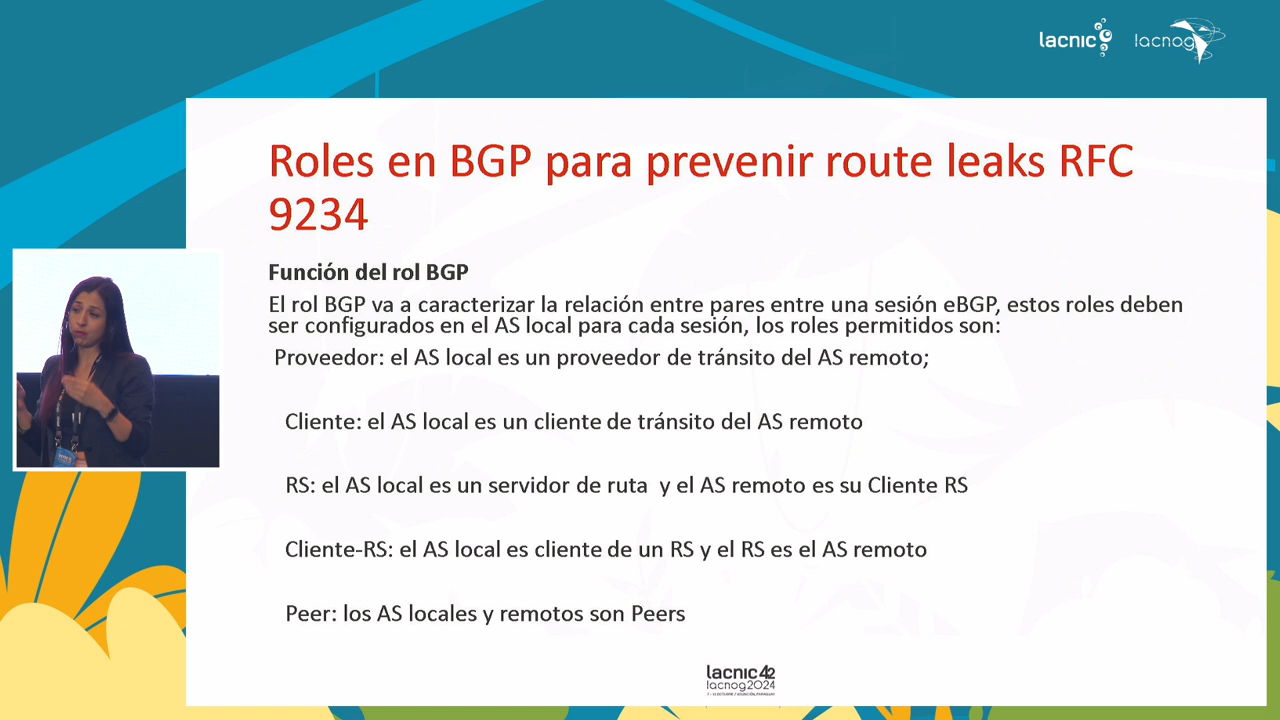 lacnic
lacnog
Roles en BGP para prevenir route leaks RFC
9234
Función del rol BGP
El rol BGP va a caracterizar la relación entre pares entre una sesión eBGP, estos roles deben
ser configurados en el AS local para cada sesión, los roles permitidos son:
Proveedor: el AS local es un proveedor de tránsito del AS remoto;
Cliente: el AS local es un cliente de tránsito del AS remoto
RS: el AS local es un servidor de ruta y el AS remoto es su Cliente RS
Cliente-RS: el AS local es cliente de un RS y el RS es el AS remoto
Peer: los AS locales y remotos son Peers
lacnic42
lacnog2024